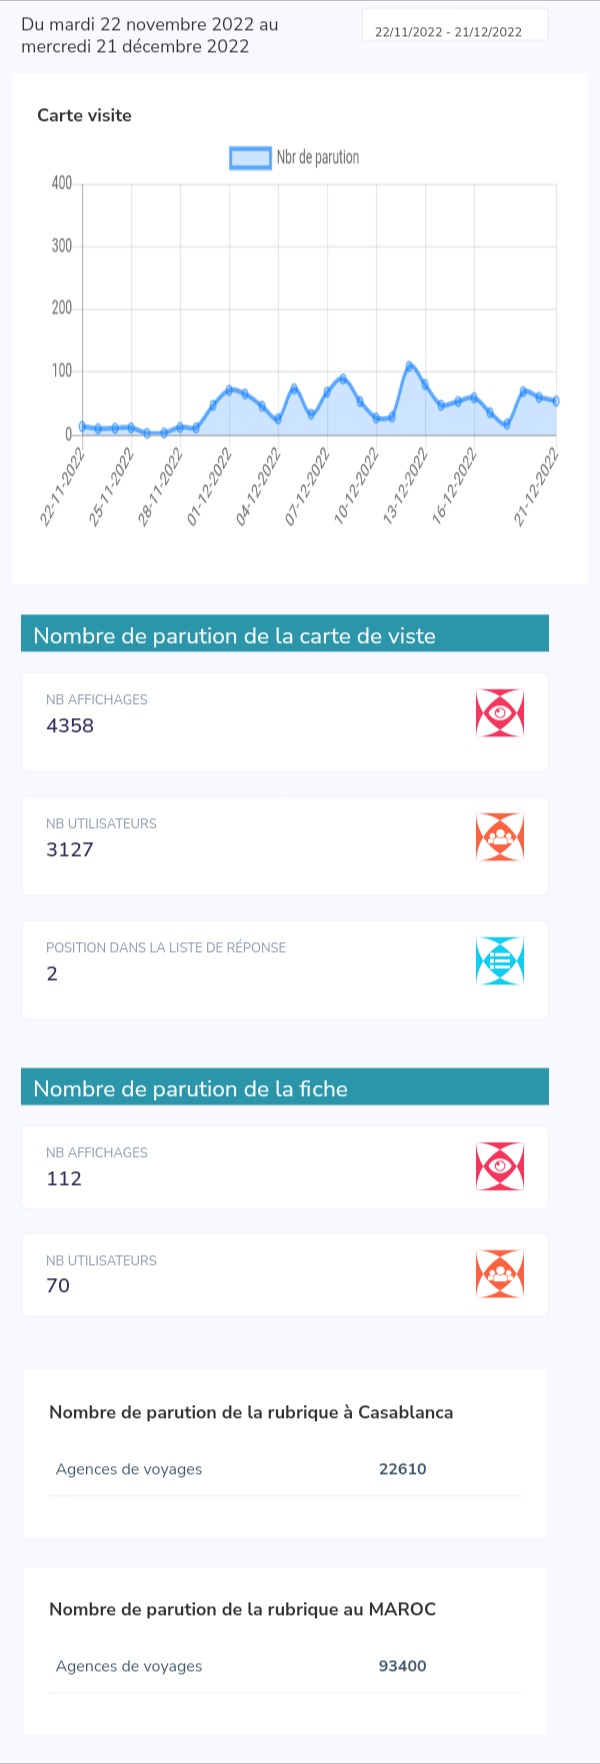 Du mardi 22 novembre 2022 au
mercredi 21 décembre 2022
22/11/2022 - 21/12/2022
Carte visite
Nbr de parution
400
300
200
100
0
22-11-2022
25-11-2022
28-11-2022
01-12-2022
04-12-2022
07-12-2022
10-12-2022
13-12-2022
16-12-2022
21-12-2022
Nombre de parution de la carte de viste
NB AFFICHAGES
4358
NB UTILISATEURS
3127
POSITION DANS LA LISTE DE RÉPONSE
2
Nombre de parution de la fiche
NB AFFICHAGES
112
NB UTILISATEURS
70
Nombre de parution de la rubrique à Casablanca
Agences de voyages 22610
Nombre de parution de la rubrique au MAROC
Agences de voyages 93400